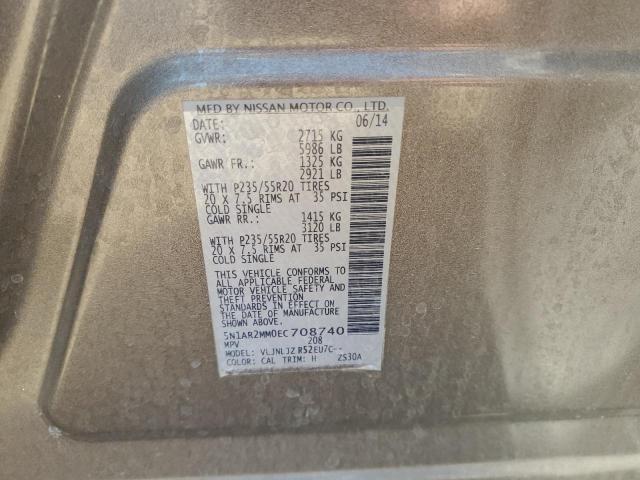 MFD BY NISSAN MOTOR CO., LTD.
DATE: 06/14
GVWR: 2715 KG
5986 LB
GAWR FR.: 1325 KG
2921 LB
WITH P235/55R20 TIRES
20 X 7.5 RIMS AT 35 PSI
COLD SINGLE
GAWR RR.: 1415 KG
3120 LB
WITH P235/55R20 TIRES
20 X 7.5 RIMS AT 35 PSI
COLD SINGLE
THIS VEHICLE CONFORMS TO
ALL APPLICABLE FEDERAL
MOTOR VEHICLE SAFETY AND
THEFT PREVENTION
STANDARDS IN EFFECT ON
THE DATE OF MANUFACTURE
SHOWN ABOVE.
5N1AR2MM0EC708740
MPV 208
MODEL: VLJNLJZ R52EU7C--
COLOR: CAL TRIM: H ZS30A